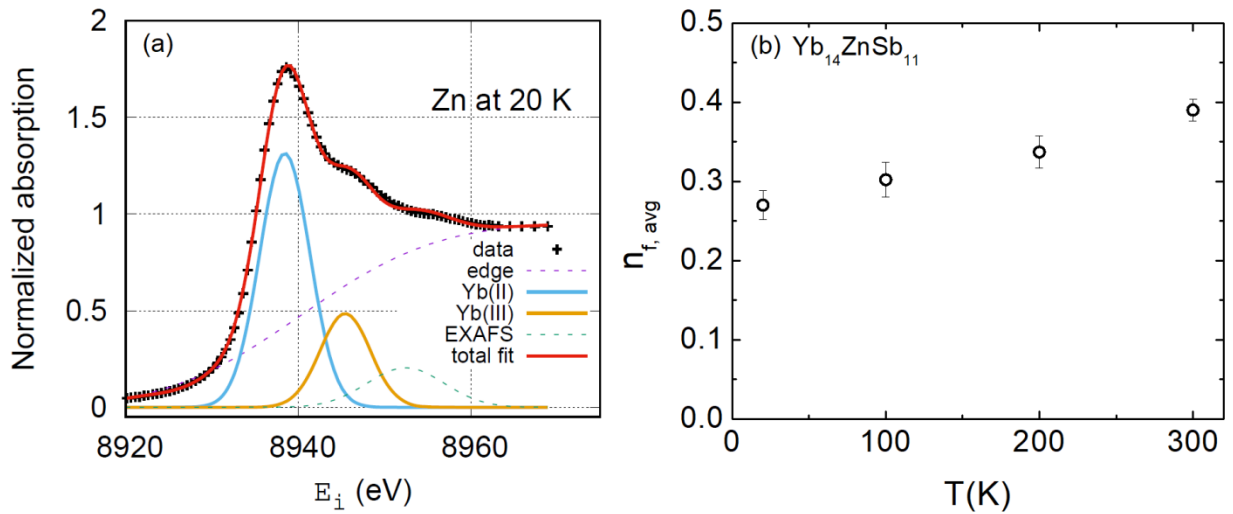 (a)
Zn at 20 K
Normalized absorption
2
1.5
1
0.5
0
data
edge
Yb(II)
Yb(III)
EXAFS
total fit
8920 8940 8960
E_i (eV)
(b) Yb₁₄ZnSb₁₁
n_f, avg
0.5
0.4
0.3
0.2
0.1
0.0
0 100 200 300
T(K)